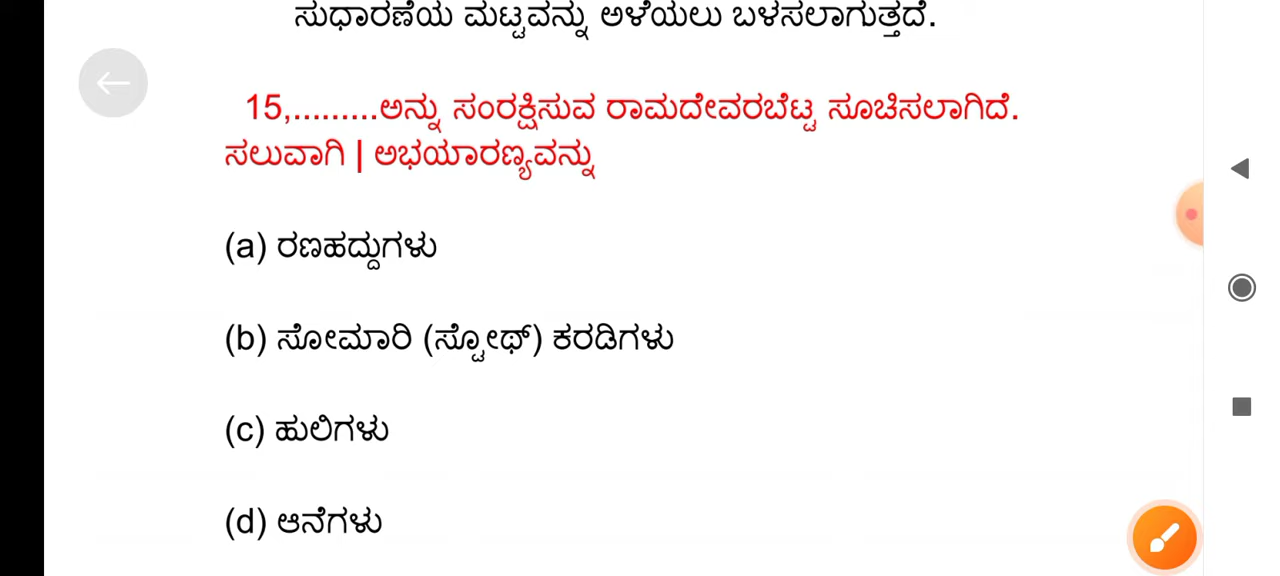 ಸುಧಾರಣೆಯ ಮಟ್ಟವನ್ನು ಅಳೆಯಲು ಬಳಸಲಾಗುತ್ತದೆ.
15,.........ಅನ್ನು ಸಂರಕ್ಷಿಸುವ ರಾಮದೇವರಬೆಟ್ಟ ಸೂಚಿಸಲಾಗಿದೆ.
ಸಲುವಾಗಿ | ಅಭಯಾರಣ್ಯವನ್ನು
(a) ರಣಹದ್ದುಗಳು
(b) ಸೋಮಾರಿ (ಸ್ಟೋಥ್) ಕರಡಿಗಳು
(c) ಹುಲಿಗಳು
(d) ಆನೆಗಳು